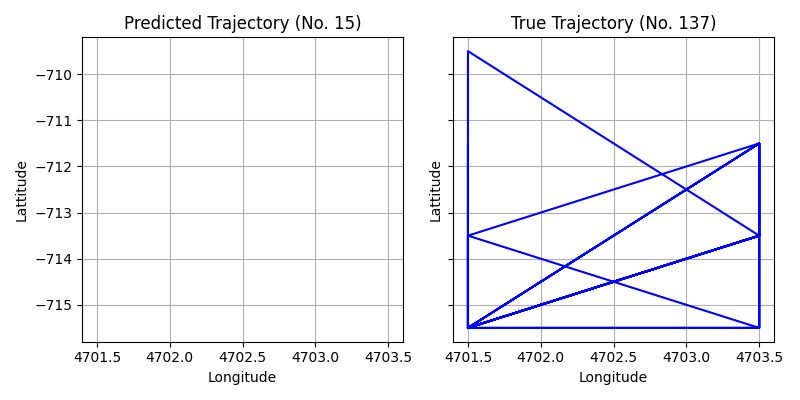 Predicted Trajectory (No. 15)
Lattitude
−710
−711
−712
−713
−714
−715
4701.5 4702.0 4702.5 4703.0 4703.5
Longitude
True Trajectory (No. 137)
Lattitude
4701.5 4702.0 4702.5 4703.0 4703.5
Longitude